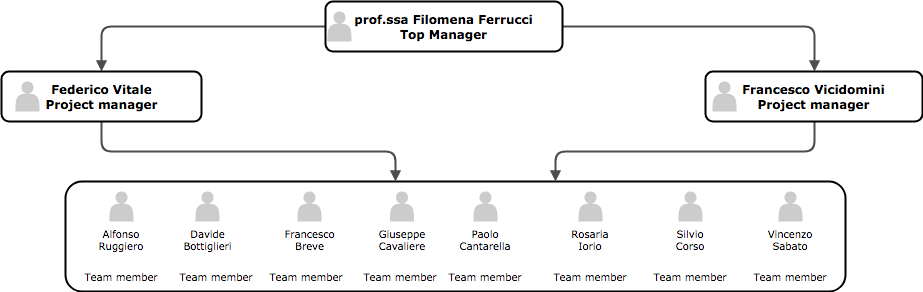 prof.ssa Filomena Ferrucci
Top Manager
Federico Vitale
Project manager
Francesco Vicidomini
Project manager
Alfonso
Ruggiero
Team member
Davide
Bottiglieri
Team member
Francesco
Breve
Team member
Giuseppe
Cavaliere
Team member
Paolo
Cantarella
Team member
Rosaria
Iorio
Team member
Silvio
Corso
Team member
Vincenzo
Sabato
Team member